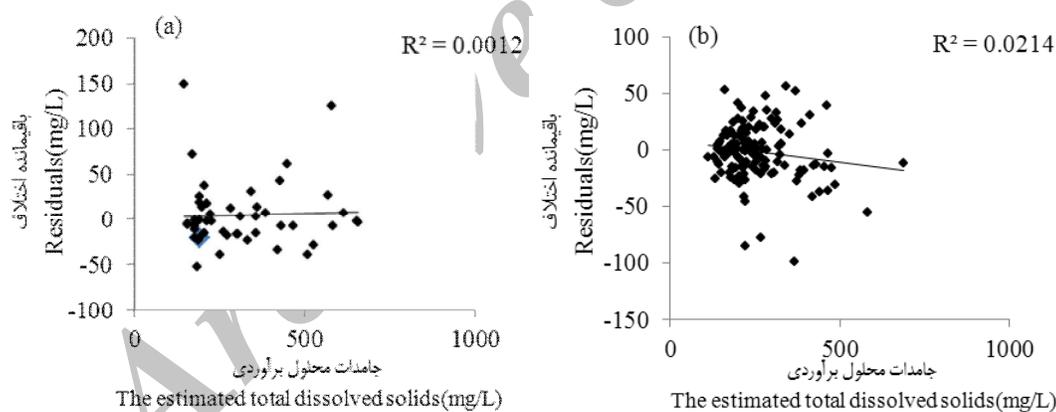 (a)
R² = 0.0012
200
150
100
50
0
-50
-100
باقیمانده اختلاف
Residuals(mg/L)
0
500
1000
جامدات محلول برآوردی
The estimated total dissolved solids(mg/L)
(b)
R² = 0.0214
100
50
0
-50
-100
-150
باقیمانده اختلاف
Residuals(mg/L)
0
500
1000
جامدات محلول برآوردی
The estimated total dissolved solids(mg/L)